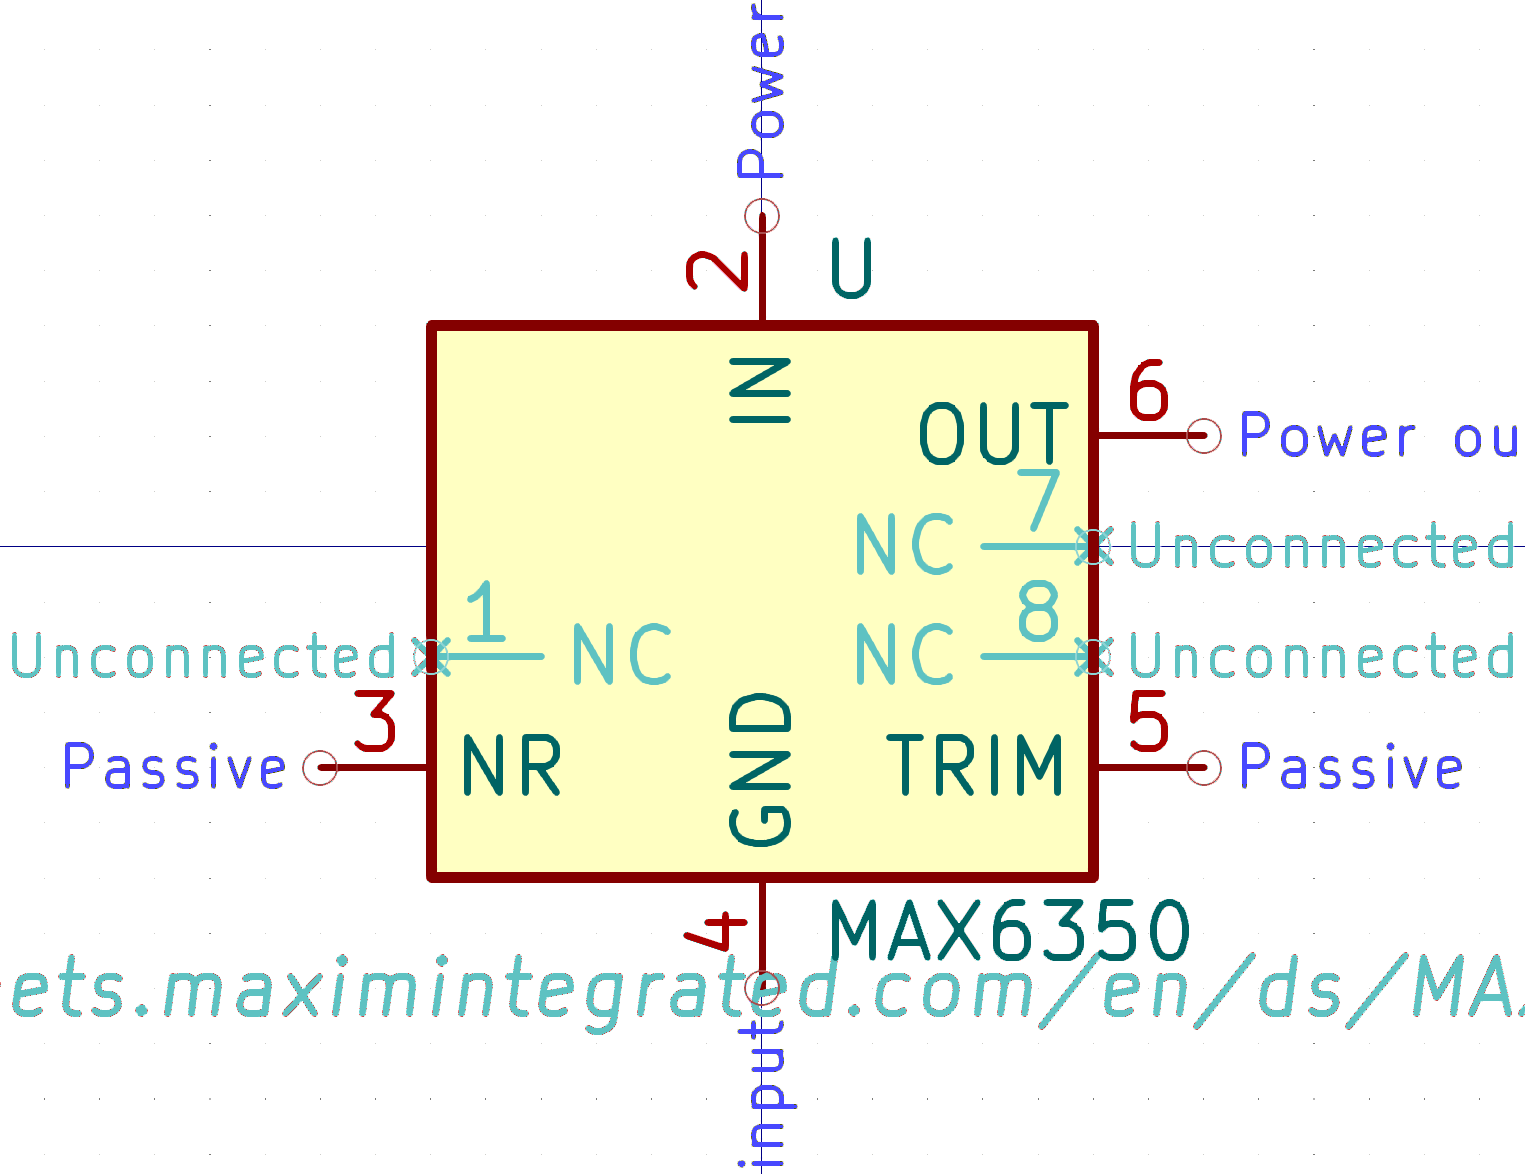 Power
2
U
IN
6
OUT
Power ou
7
NC
Unconnected
1
8
Unconnected
NC
NC
Unconnected
3
5
Passive
NR
GND
TRIM
Passive
4
MAX6350
ets.maximintegrated.com/en/ds/MA
input